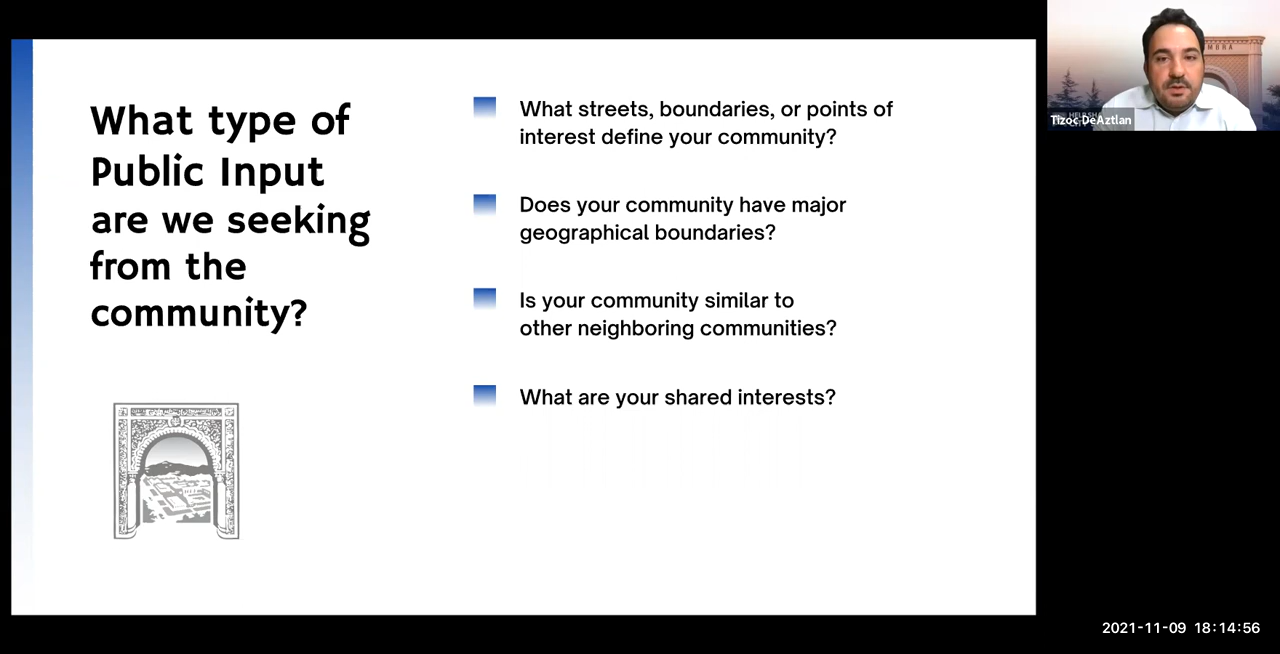 What type of
Public Input
are we seeking
from the
community?
What streets, boundaries, or points of
interest define your community?
Does your community have major
geographical boundaries?
Is your community similar to
other neighboring communities?
What are your shared interests?
Tizoc DeAztlan
2021-11-09 18:14:56